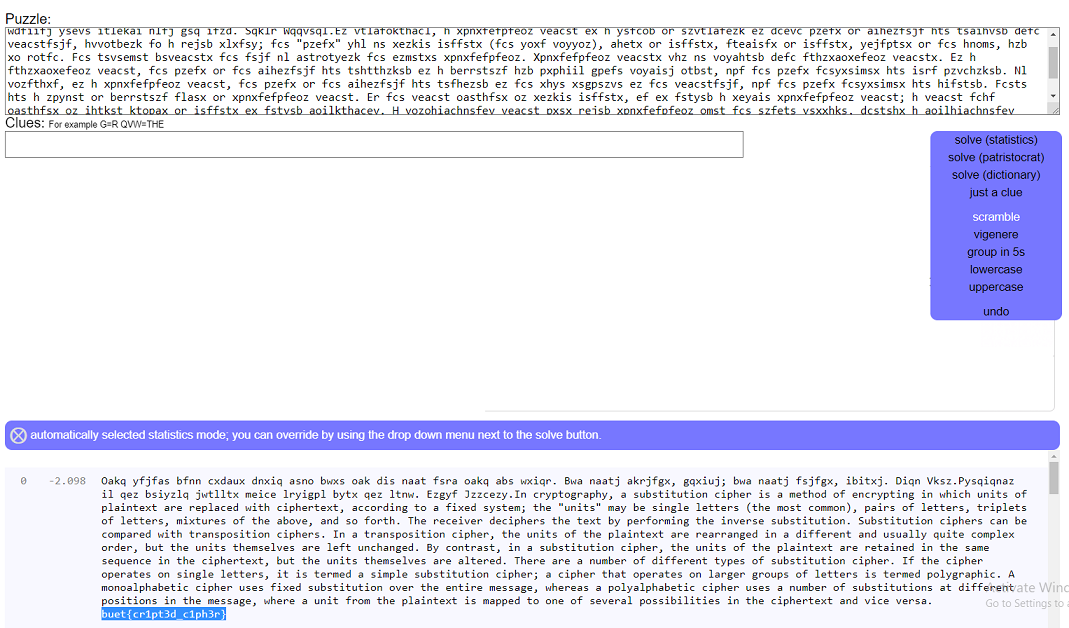 Puzzle:
wdfiifj ysevs itlekai nlfj gsq ifzd. Sqklr Wqqvsql.Ez vtlafokthacl, h xpnxfefpfeoz veacst ex h ysfcob or szvtlafezk ez dcevc pzefx or aihezfsjf hts tsaihvsb defc
veacstfsjf, hvvotbezk fo h rejsb xlxfsy; fcs "pzefx" yhl ns xezkis isffstx (fcs yoxf voyyoz), ahetx or isffstx, fteaisfx or isffstx, yejfptsx or fcs hnoms, hzb
xo rotfc. Fcs tsvsemst bsveacstx fcs fsjf nl astrotyezk fcs ezmstxs xpnxfefpfeoz. Xpnxfefpfeoz veacstx vhz ns voyahtsb defc fthzxaoxefeoz veacstx. Ez h
fthzxaoxefeoz veacst, fcs pzefx or fcs aihezfsjf hts tshtthzksb ez h berrstszf hzb pxphiil gpefs voyaisj otbst, npf fcs pzefx fcsyxsimsx hts isrf pzvchzksb. Nl
vozfthxf, ez h xpnxfefpfeoz veacst, fcs pzefx or fcs aihezfsjf hts tsfhezsb ez fcs xhys xsgpszvs ez fcs veacstfsjf, npf fcs pzefx fcsyxsimsx hts hifstsb. Fcsts
hts h zpynst or berrstszf flasx or xpnxfefpfeoz veacst. Er fcs veacst oasthfsx oz xezkis isffstx, ef ex fstysb h xeyais xpnxfefpfeoz veacst; h veacst fchf
oasthfsx oz ihtkst ktopax or isffstx ex fstysb aoilkthacev. H yozohiachnsfev veacst pxsx rejsb xpnxfefpfeoz omst fcs szfets ysxxhks, dcstshx h aoilhiachnsfev
Clues: For example G=R QVW=THE
solve (statistics)
solve (patristocrat)
solve (dictionary)
just a clue
scramble
vigenere
group in 5s
lowercase
uppercase
undo
automatically selected statistics mode; you can override by using the drop down menu next to the solve button.
0 -2.098 Oakq yfjfas bfnn cxdaux dnxiq asno bwxs oak dis naat fsra oakq abs wxiqr. Bwa naatj akrjfgx, gqxiuj; bwa naatj fsjfgx, ibitxj. Diqn Vksz.Pysqiqnaz
il qez bsiyzlq jwtlltx meice lryigpl bytx qez ltnw. Ezgyf Jzzcezy.In cryptography, a substitution cipher is a method of encrypting in which units of
plaintext are replaced with ciphertext, according to a fixed system; the "units" may be single letters (the most common), pairs of letters, triplets
of letters, mixtures of the above, and so forth. The receiver deciphers the text by performing the inverse substitution. Substitution ciphers can be
compared with transposition ciphers. In a transposition cipher, the units of the plaintext are rearranged in a different and usually quite complex
order, but the units themselves are left unchanged. By contrast, in a substitution cipher, the units of the plaintext are retained in the same
sequence in the ciphertext, but the units themselves are altered. There are a number of different types of substitution cipher. If the cipher
operates on single letters, it is termed a simple substitution cipher; a cipher that operates on larger groups of letters is termed polygraphic. A
monoalphabetic cipher uses fixed substitution over the entire message, whereas a polyalphabetic cipher uses a number of substitutions at different
positions in the message, where a unit from the plaintext is mapped to one of several possibilities in the ciphertext and vice versa.
buet{cr1pt3d_c1ph3r}
Activate Wind
Go to Settings to a